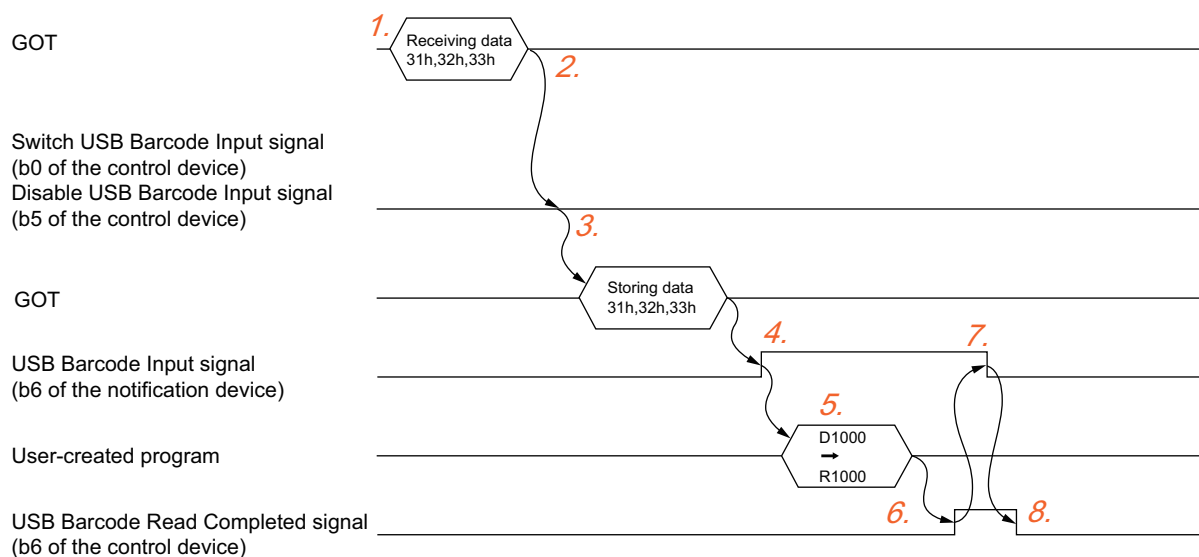 1.
GOT
Receiving data
31h,32h,33h
2.
Switch USB Barcode Input signal
(b0 of the control device)
Disable USB Barcode Input signal
(b5 of the control device)
3.
GOT
Storing data
31h,32h,33h
4.
7.
USB Barcode Input signal
(b6 of the notification device)
5.
User-created program
D1000
R1000
6.
8.
USB Barcode Read Completed signal
(b6 of the control device)